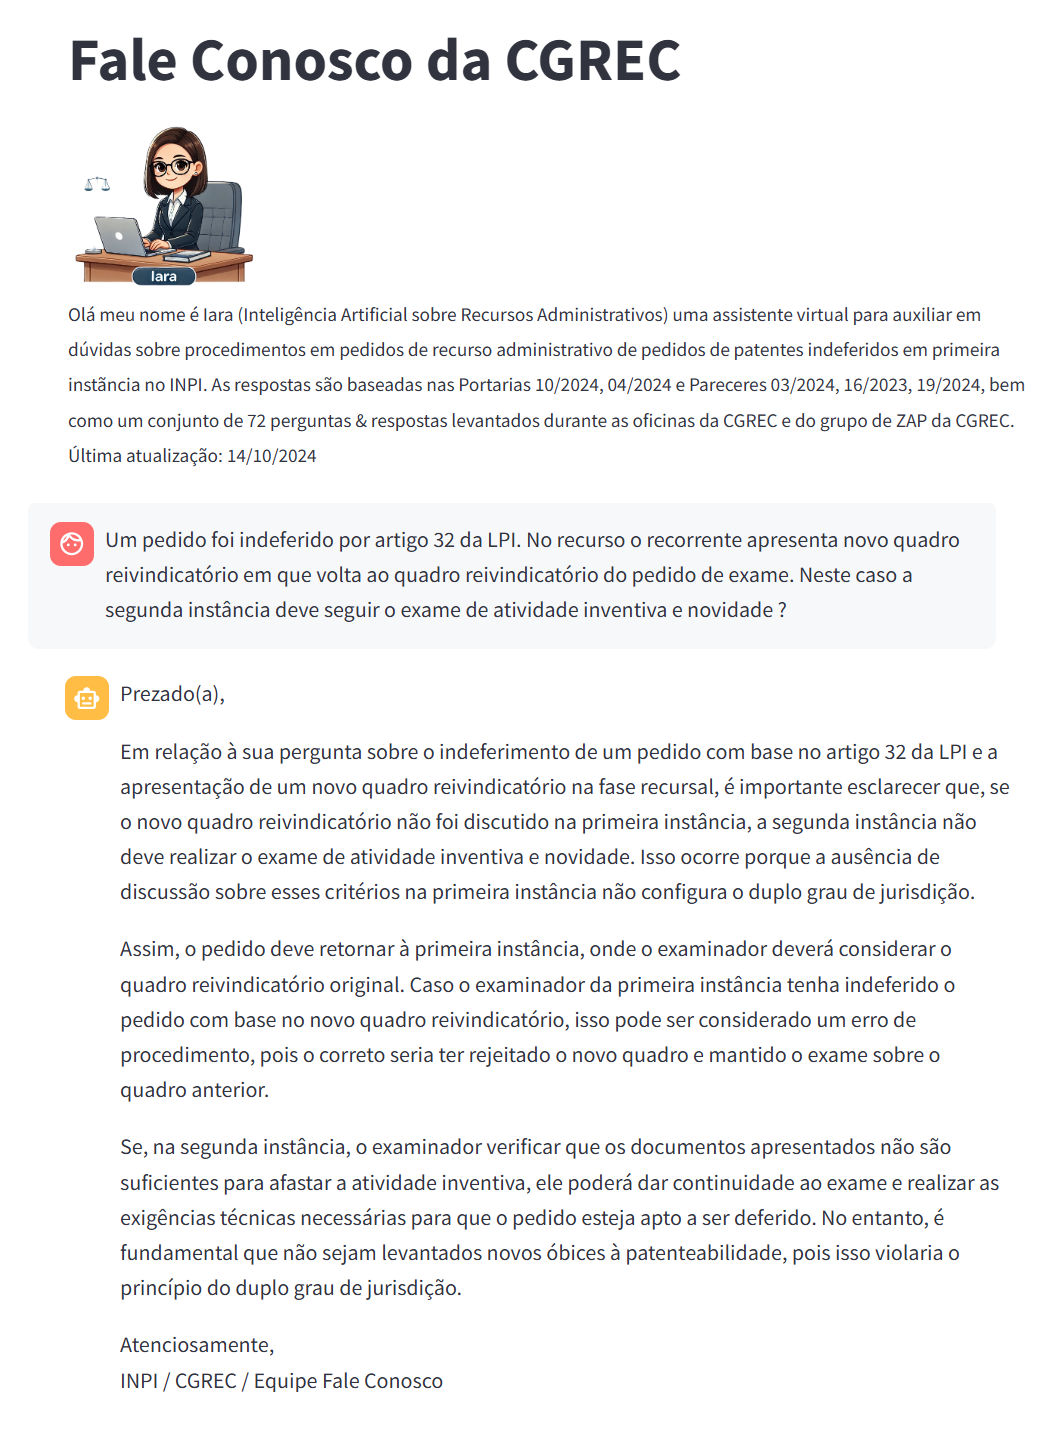 Fale Conosco da CGREC
Iara
Olá meu nome é Iara (Inteligência Artificial sobre Recursos Administrativos) uma assistente virtual para auxiliar em
dúvidas sobre procedimentos em pedidos de recurso administrativo de pedidos de patentes indeferidos em primeira
instãncia no INPI. As respostas são baseadas nas Portarias 10/2024, 04/2024 e Pareceres 03/2024, 16/2023, 19/2024, bem
como um conjunto de 72 perguntas & respostas levantados durante as oficinas da CGREC e do grupo de ZAP da CGREC.
Última atualização: 14/10/2024
Um pedido foi indeferido por artigo 32 da LPI. No recurso o recorrente apresenta novo quadro
reivindicatório em que volta ao quadro reivindicatório do pedido de exame. Neste caso a
segunda instância deve seguir o exame de atividade inventiva e novidade ?
Prezado(a),
Em relação à sua pergunta sobre o indeferimento de um pedido com base no artigo 32 da LPI e a
apresentação de um novo quadro reivindicatório na fase recursal, é importante esclarecer que, se
o novo quadro reivindicatório não foi discutido na primeira instância, a segunda instância não
deve realizar o exame de atividade inventiva e novidade. Isso ocorre porque a ausência de
discussão sobre esses critérios na primeira instância não configura o duplo grau de jurisdição.
Assim, o pedido deve retornar à primeira instância, onde o examinador deverá considerar o
quadro reivindicatório original. Caso o examinador da primeira instância tenha indeferido o
pedido com base no novo quadro reivindicatório, isso pode ser considerado um erro de
procedimento, pois o correto seria ter rejeitado o novo quadro e mantido o exame sobre o
quadro anterior.
Se, na segunda instância, o examinador verificar que os documentos apresentados não são
suficientes para afastar a atividade inventiva, ele poderá dar continuidade ao exame e realizar as
exigências técnicas necessárias para que o pedido esteja apto a ser deferido. No entanto, é
fundamental que não sejam levantados novos óbices à patenteabilidade, pois isso violaria o
princípio do duplo grau de jurisdição.
Atenciosamente,
INPI / CGREC / Equipe Fale Conosco